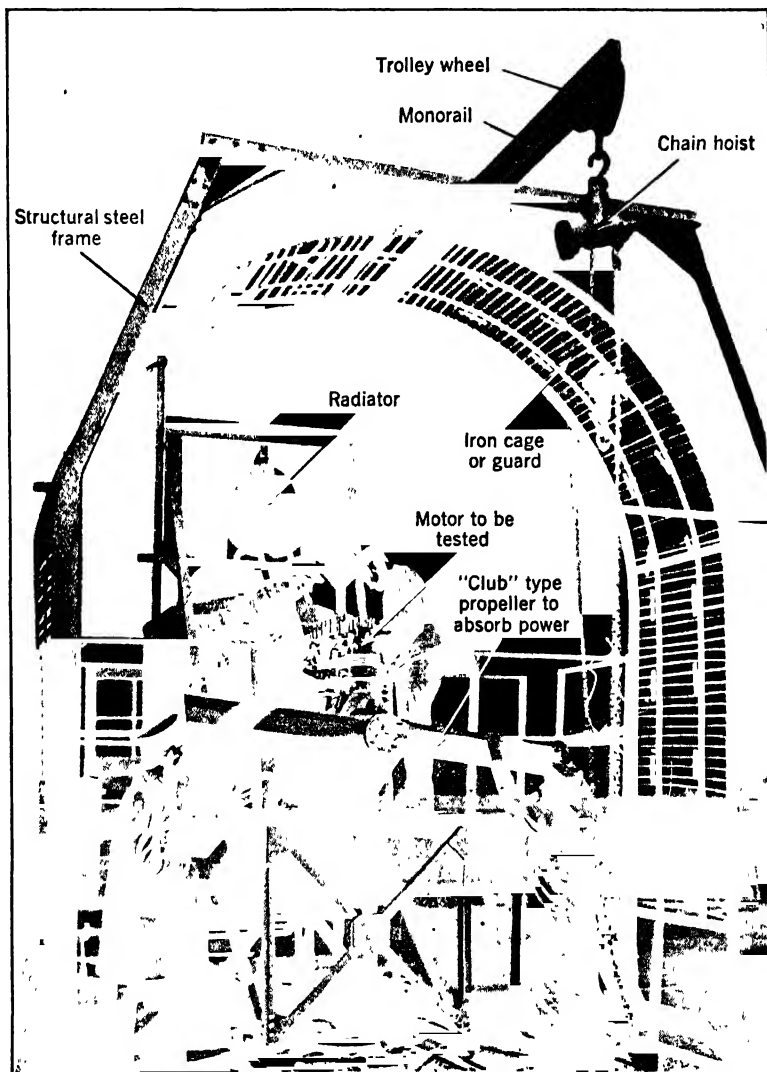 Trolley wheel
Monorail
Chain hoist
Structural steel
frame
Radiator
Iron cage
or guard
Motor to be
tested
"Club" type
propeller to
absorb power